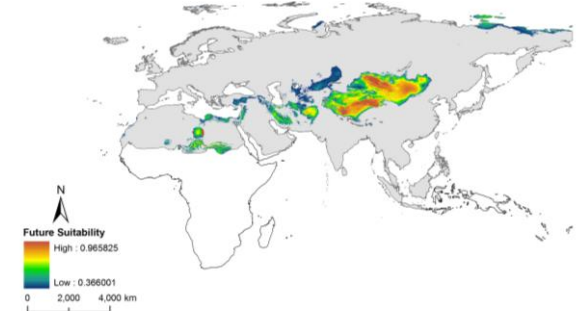 N
Future Suitability
High : 0.965825
Low : 0.366001
0 2,000 4,000 km